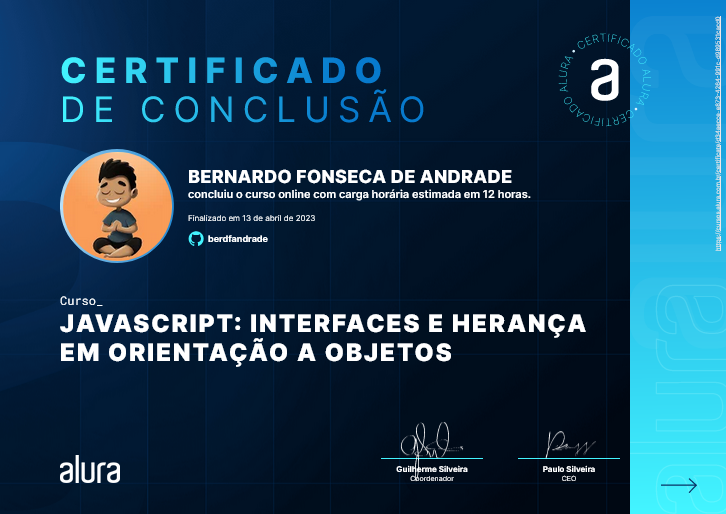 CERTIFICADO
DE CONCLUSÃO
CERTIFICADO ALURA • CERTIFICADO ALURA •
a
BERNARDO FONSECA DE ANDRADE
concluiu o curso online com carga horária estimada em 12 horas.
Finalizado em 13 de abril de 2023
berdfandrade
Curso_
JAVASCRIPT: INTERFACES E HERANÇA
EM ORIENTAÇÃO A OBJETOS
Guilherme Silveira
Coordenador
Paulo Silveira
CEO
alura
alura